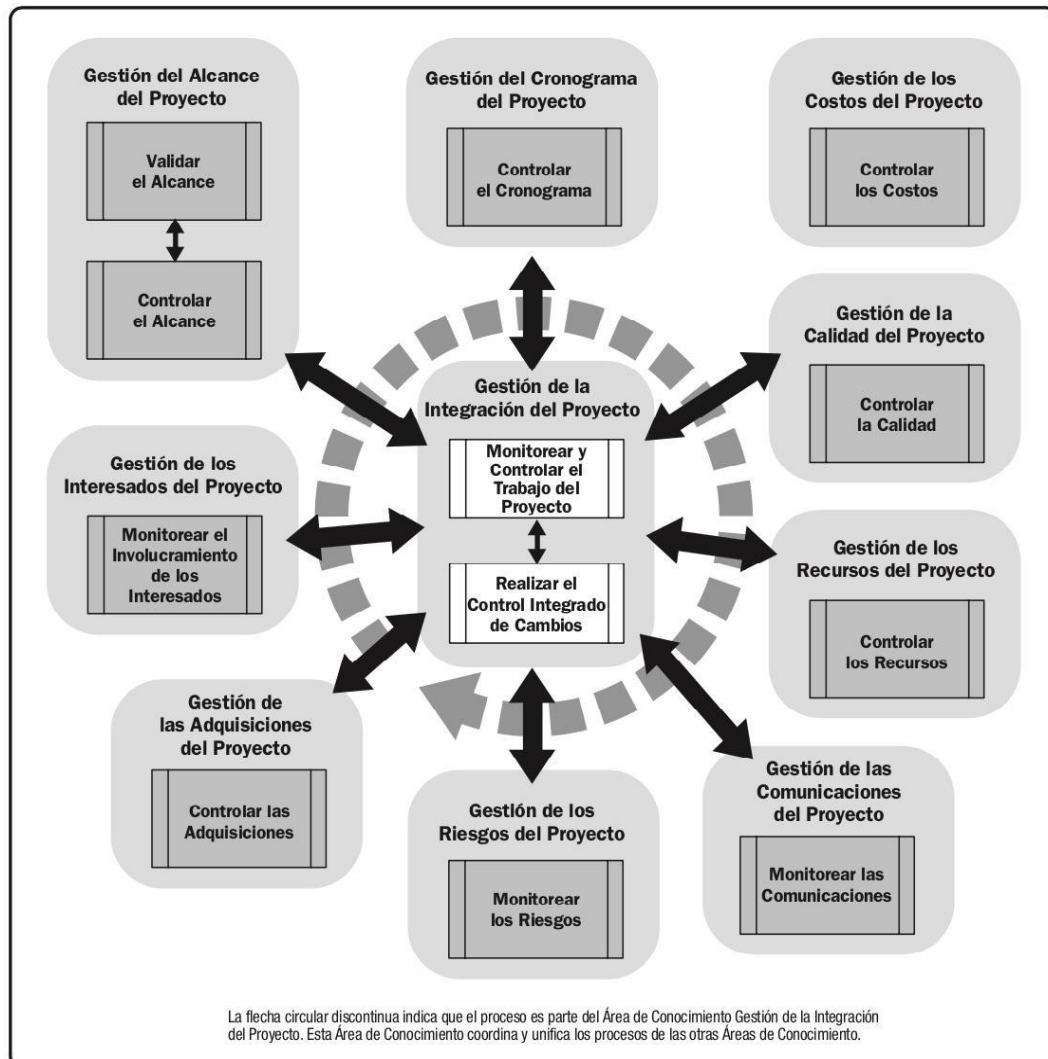 Gestión del Alcance
del Proyecto
Validar
el Alcance
Controlar
el Alcance
Gestión del Cronograma
del Proyecto
Controlar
el Cronograma
Gestión de los
Costos del Proyecto
Controlar
los Costos
Gestión de la
Calidad del Proyecto
Controlar
la Calidad
Gestión de la
Integración del Proyecto
Monitorear y
Controlar el
Trabajo del
Proyecto
Realizar el
Control Integrado
de Cambios
Gestión de los
Interesados del Proyecto
Monitorear el
Involucramiento
de los
Interesados
Gestión de los
Recursos del Proyecto
Controlar
los Recursos
Gestión de
las Adquisiciones
del Proyecto
Controlar las
Adquisiciones
Gestión de los
Riesgos del Proyecto
Monitorear
los Riesgos
Gestión de las
Comunicaciones
del Proyecto
Monitorear las
Comunicaciones
La flecha circular discontinua indica que el proceso es parte del Área de Conocimiento Gestión de la Integración
del Proyecto. Esta Área de Conocimiento coordina y unifica los procesos de las otras Áreas de Conocimiento.